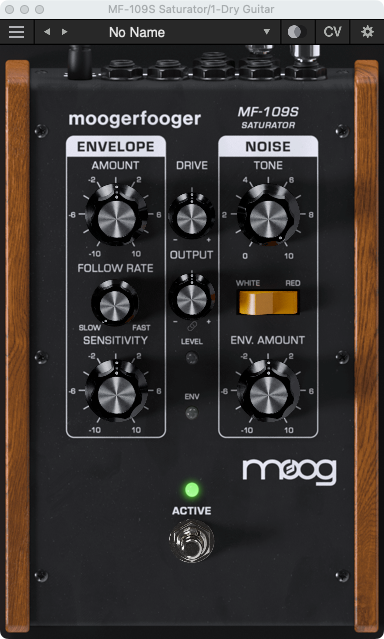 MF-109S Saturator/1-Dry Guitar
No Name
CV
moogerfooger
MF-109S
SATURATOR
ENVELOPE
NOISE
AMOUNT
DRIVE
TONE
-2 2
-6 6
-10 10
- +
4 6
2 8
0 10
FOLLOW RATE
OUTPUT
SLOW FAST
- +
WHITE RED
SENSITIVITY
LEVEL
ENV. AMOUNT
-2 2
-6 6
-10 10
ENV
-2 2
-6 6
-10 10
moog
ACTIVE